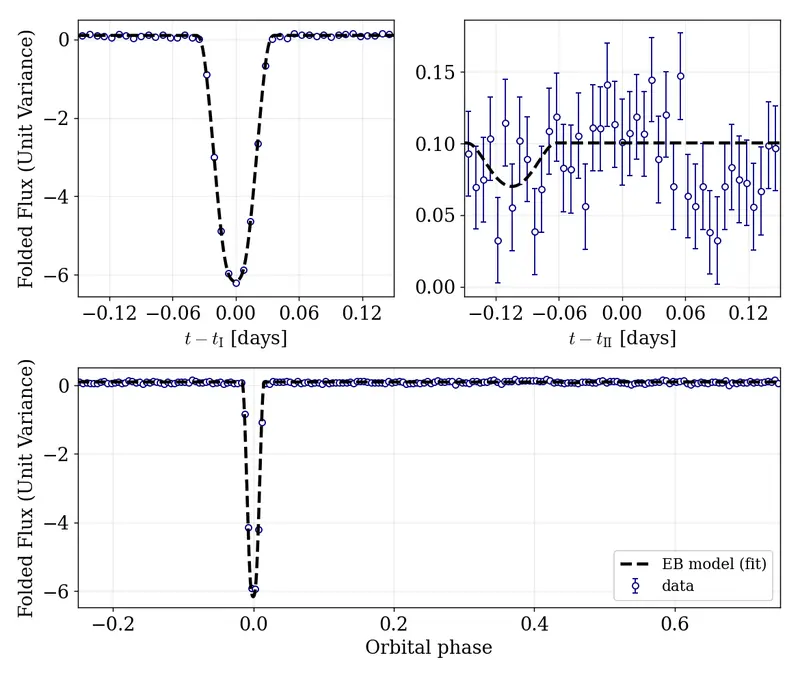 Folded Flux (Unit Variance)
0
−2
−4
−6
−0.12 −0.06 0.00 0.06 0.12
t − tI [days]
0.15
0.10
0.05
0.00
−0.12 −0.06 0.00 0.06 0.12
t − tII [days]
Folded Flux (Unit Variance)
0
−2
−4
−6
EB model (fit)
data
−0.2 0.0 0.2 0.4 0.6
Orbital phase